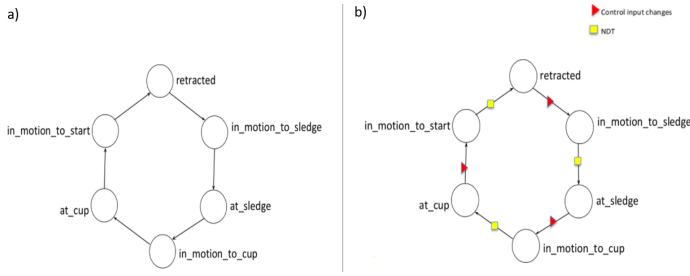 a)
retracted
in_motion_to_start
in_motion_to_sledge
at_cup
at_sledge
in_motion_to_cup
b)
Control input changes
NDT
retracted
in_motion_to_start
in_motion_to_sledge
at_cup
at_sledge
in_motion_to_cup